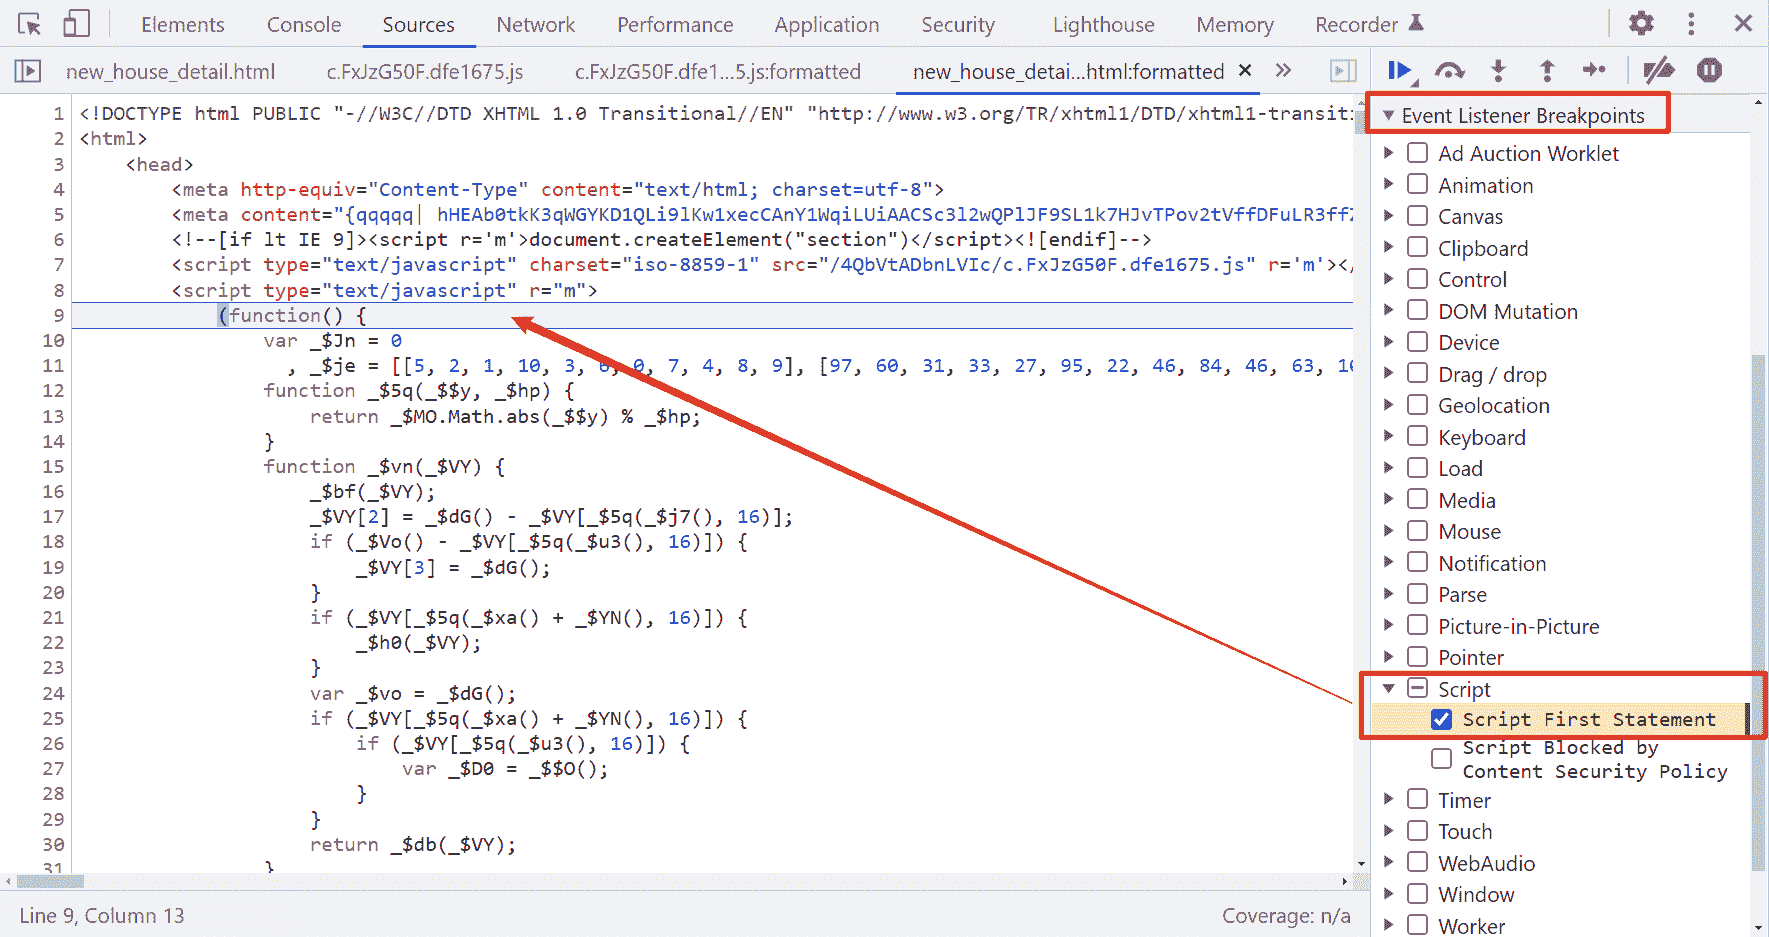 Elements Console Sources Network Performance Application Security Lighthouse Memory Recorder
new_house_detail.html c.FxJzG50F.dfe1675.js c.FxJzG50F.dfe1...5.js:formatted new_house_detai...html:formatted
1 <!DOCTYPE html PUBLIC "-//W3C//DTD XHTML 1.0 Transitional//EN" "http://www.w3.org/TR/xhtml1/DTD/xhtml1-transiti
2 <html>
3 <head>
4 <meta http-equiv="Content-Type" content="text/html; charset=utf-8">
5 <meta content="{qqqqq| hHEAb0tkK3qWGYKD1QLi9lKw1xecCAnY1WqiLUiAACSc3l2wQPlJF9SL1k7HJvTPov2tVffDFuLR3ff
6 <!--[if lt IE 9]><script r='m'>document.createElement("section")</script><![endif]-->
7 <script type="text/javascript" charset="iso-8859-1" src="/4QbVtADbnLVIc/c.FxJzG50F.dfe1675.js" r='m'><
8 <script type="text/javascript" r="m">
9 (function() {
10 var _$Jn = 0
11 , _$je = [[5, 2, 1, 10, 3, 6, 0, 7, 4, 8, 9], [97, 60, 31, 33, 27, 95, 22, 46, 84, 46, 63, 1
12 function _$5q(_$$y, _$hp) {
13 return _$MO.Math.abs(_$$y) % _$hp;
14 }
15 function _$vn(_$VY) {
16 _$bf(_$VY);
17 _$VY[2] = _$dG() - _$VY[_$5q(_$j7(), 16)];
18 if (_$Vo() - _$VY[_$5q(_$u3(), 16)]) {
19 _$VY[3] = _$dG();
20 }
21 if (_$VY[_$5q(_$xa() + _$YN(), 16)]) {
22 _$h0(_$VY);
23 }
24 var _$vo = _$dG();
25 if (_$VY[_$5q(_$xa() + _$YN(), 16)]) {
26 if (_$VY[_$5q(_$u3(), 16)]) {
27 var _$D0 = _$$O();
28 }
29 }
30 return _$db(_$VY);
31 }
Line 9, Column 13 Coverage: n/a
Event Listener Breakpoints
Ad Auction Worklet
Animation
Canvas
Clipboard
Control
DOM Mutation
Device
Drag / drop
Geolocation
Keyboard
Load
Media
Mouse
Notification
Parse
Picture-in-Picture
Pointer
Script
Script First Statement
Script Blocked by
Content Security Policy
Timer
Touch
WebAudio
Window
Worker